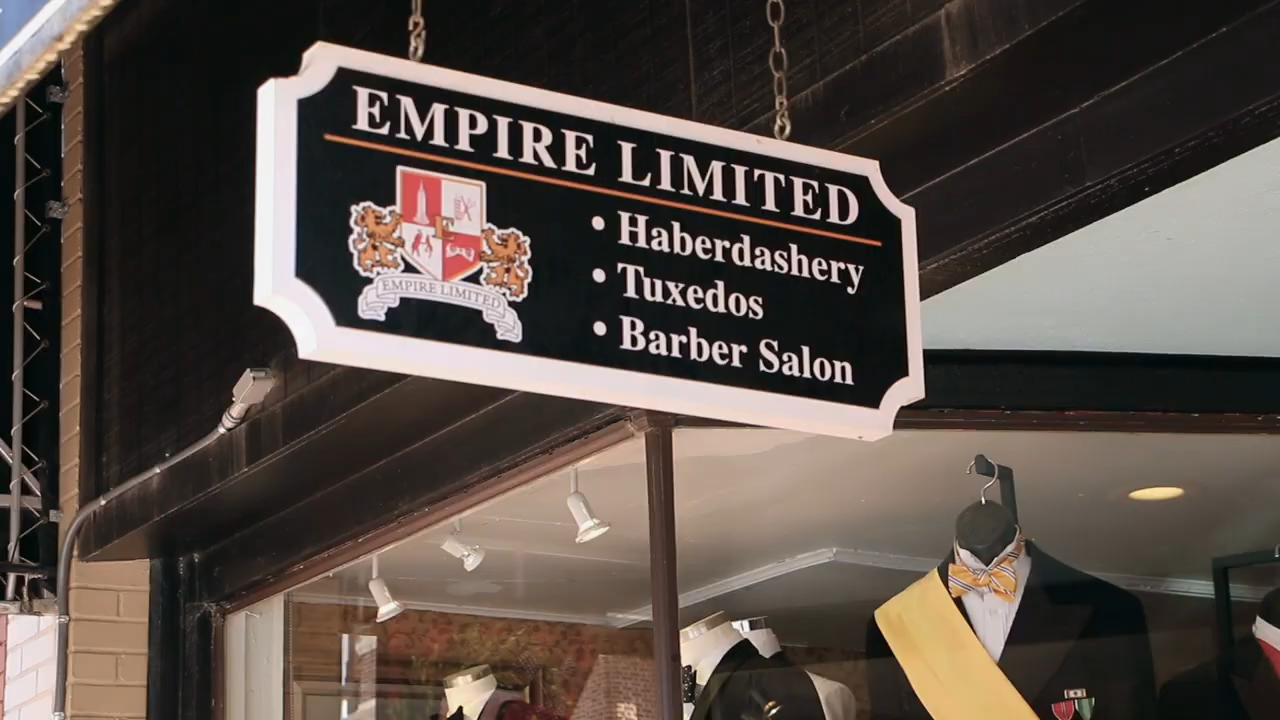 EMPIRE LIMITED
• Haberdashery
• Tuxedos
• Barber Salon
E
EMPIRE LIMITED